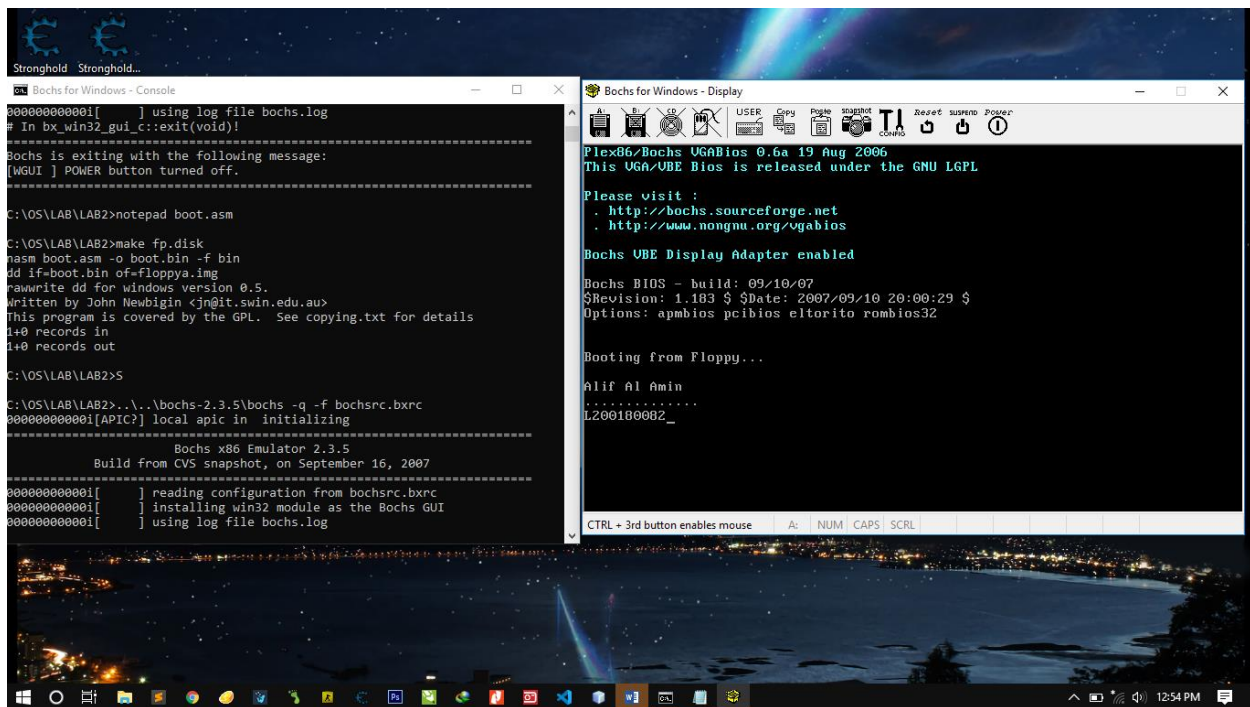 Stronghold Stronghold...
Bochs for Windows - Console
00000000000i[     ] using log file bochs.log
# In bx_win32_gui_c::exit(void)!
========================================================================
Bochs is exiting with the following message:
[WGUI ] POWER button turned off.
========================================================================
C:\OS\LAB\LAB2>notepad boot.asm
C:\OS\LAB\LAB2>make fp.disk
nasm boot.asm -o boot.bin -f bin
dd if=boot.bin of=floppya.img
rawwrite dd for windows version 0.5.
Written by John Newbigin <jn@it.swin.edu.au>
This program is covered by the GPL.  See copying.txt for details
1+0 records in
1+0 records out
C:\OS\LAB\LAB2>S
C:\OS\LAB\LAB2>..\..\bochs-2.3.5\bochs -q -f bochsrc.bxrc
00000000000i[APIC?] local apic in  initializing
========================================================================
Bochs x86 Emulator 2.3.5
Build from CVS snapshot, on September 16, 2007
========================================================================
00000000000i[     ] reading configuration from bochsrc.bxrc
00000000000i[     ] installing win32 module as the Bochs GUI
00000000000i[     ] using log file bochs.log
Bochs for Windows - Display
A: B: CD USER Copy Paste snapshot CONFIG Reset SUSPEND Power
Plex86/Bochs VGABios 0.6a 19 Aug 2006
This VGA/VBE Bios is released under the GNU LGPL
Please visit :
. http://bochs.sourceforge.net
. http://www.nongnu.org/vgabios
Bochs VBE Display Adapter enabled
Bochs BIOS - build: 09/10/07
$Revision: 1.183 $ $Date: 2007/09/10 20:00:29 $
Options: apmbios pcibios eltorito rombios32
Booting from Floppy...
Alif Al Amin
..............
L200180082_
CTRL + 3rd button enables mouse A: NUM CAPS SCRL
Ps
12:54 PM